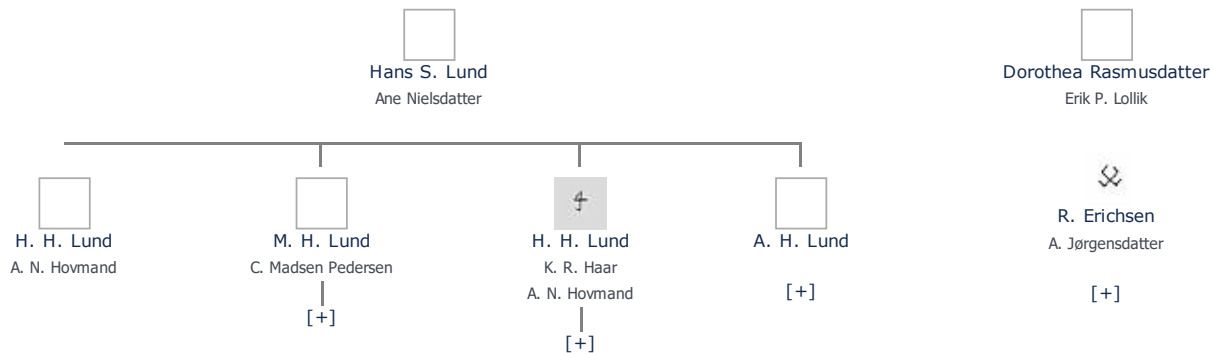 Hans S. Lund
Ane Nielsdatter
Dorothea Rasmusdatter
Erik P. Lollik
H. H. Lund
A. N. Hovmand
M. H. Lund
C. Madsen Pedersen
[+]
H. H. Lund
K. R. Haar
A. N. Hovmand
[+]
A. H. Lund
[+]
R. Erichsen
A. Jørgensdatter
[+]